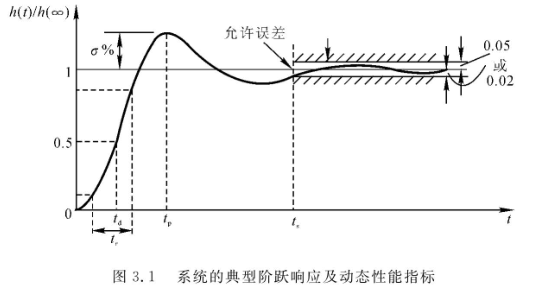 h(t)/h(∞)
允许误差
σ%
0.05
或
0.02
1
0.5
0
t_d
t_r
t_p
t_s
t
图 3.1 系统的典型阶跃响应及动态性能指标